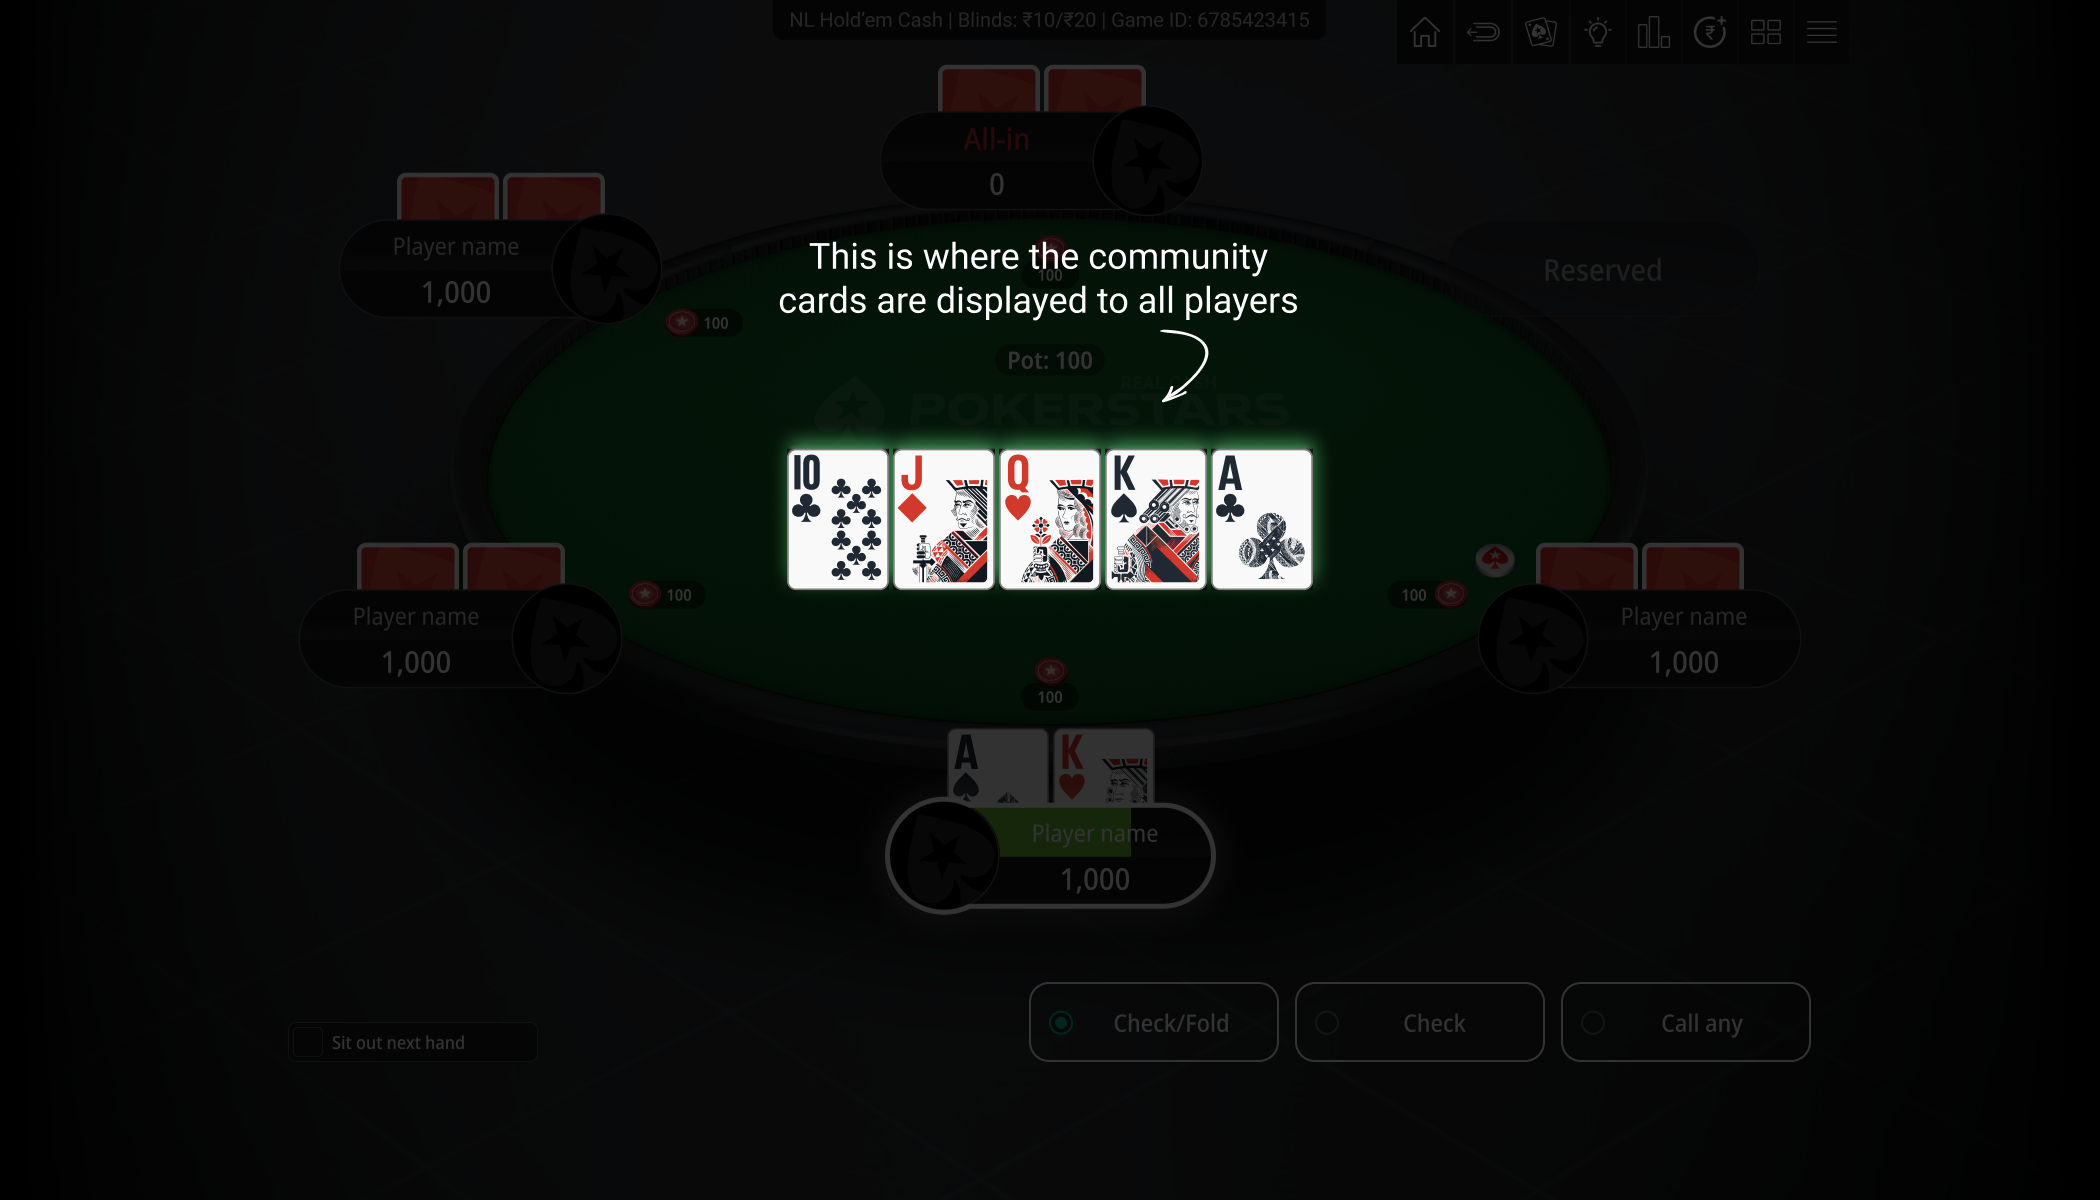 NL Hold'em Cash | Blinds: ₹10/₹20 | Game ID: 6785423415
All-in
0
Player name
1,000
This is where the community
cards are displayed to all players
100
Reserved
100
Pot: 100
REAL CASH
POKERSTARS
10 J Q K A
Player name
1,000
100
100
Player name
1,000
100
A K
Player name
1,000
Check/Fold
Check
Call any
Sit out next hand